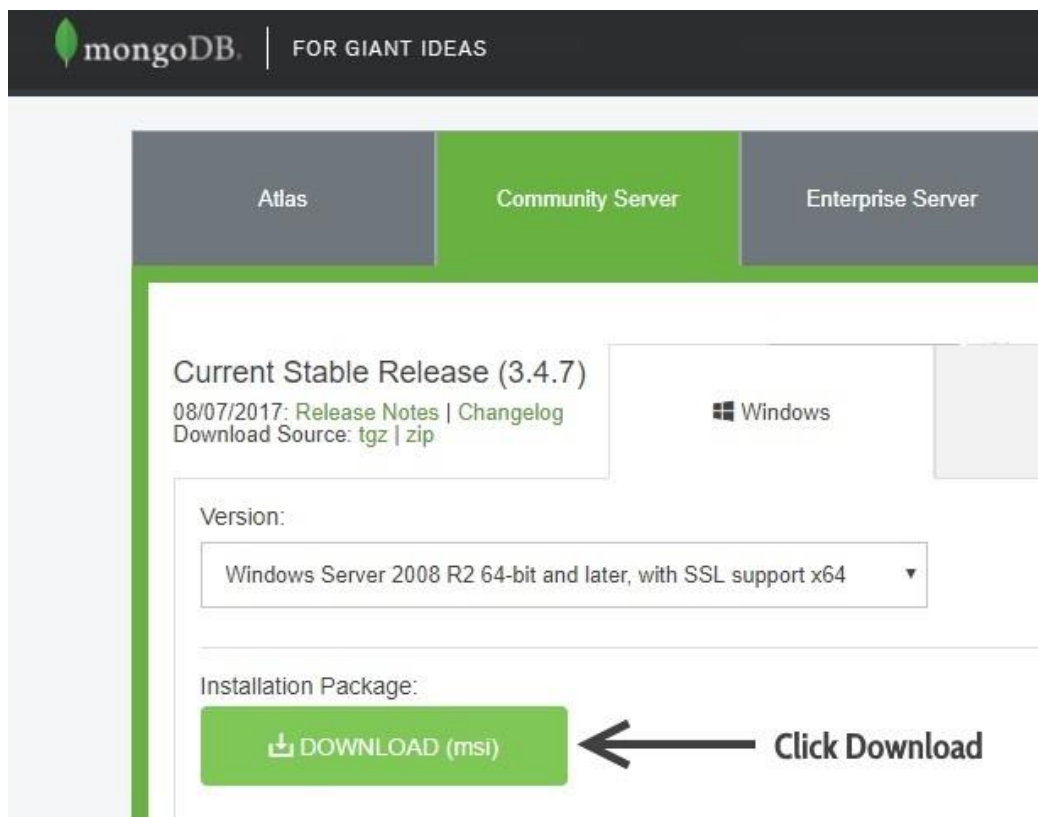 mongoDB. FOR GIANT IDEAS
Atlas Community Server Enterprise Server
Current Stable Release (3.4.7)
08/07/2017: Release Notes | Changelog
Download Source: tgz | zip
Windows
Version:
Windows Server 2008 R2 64-bit and later, with SSL support x64
Installation Package:
DOWNLOAD (msi)
Click Download